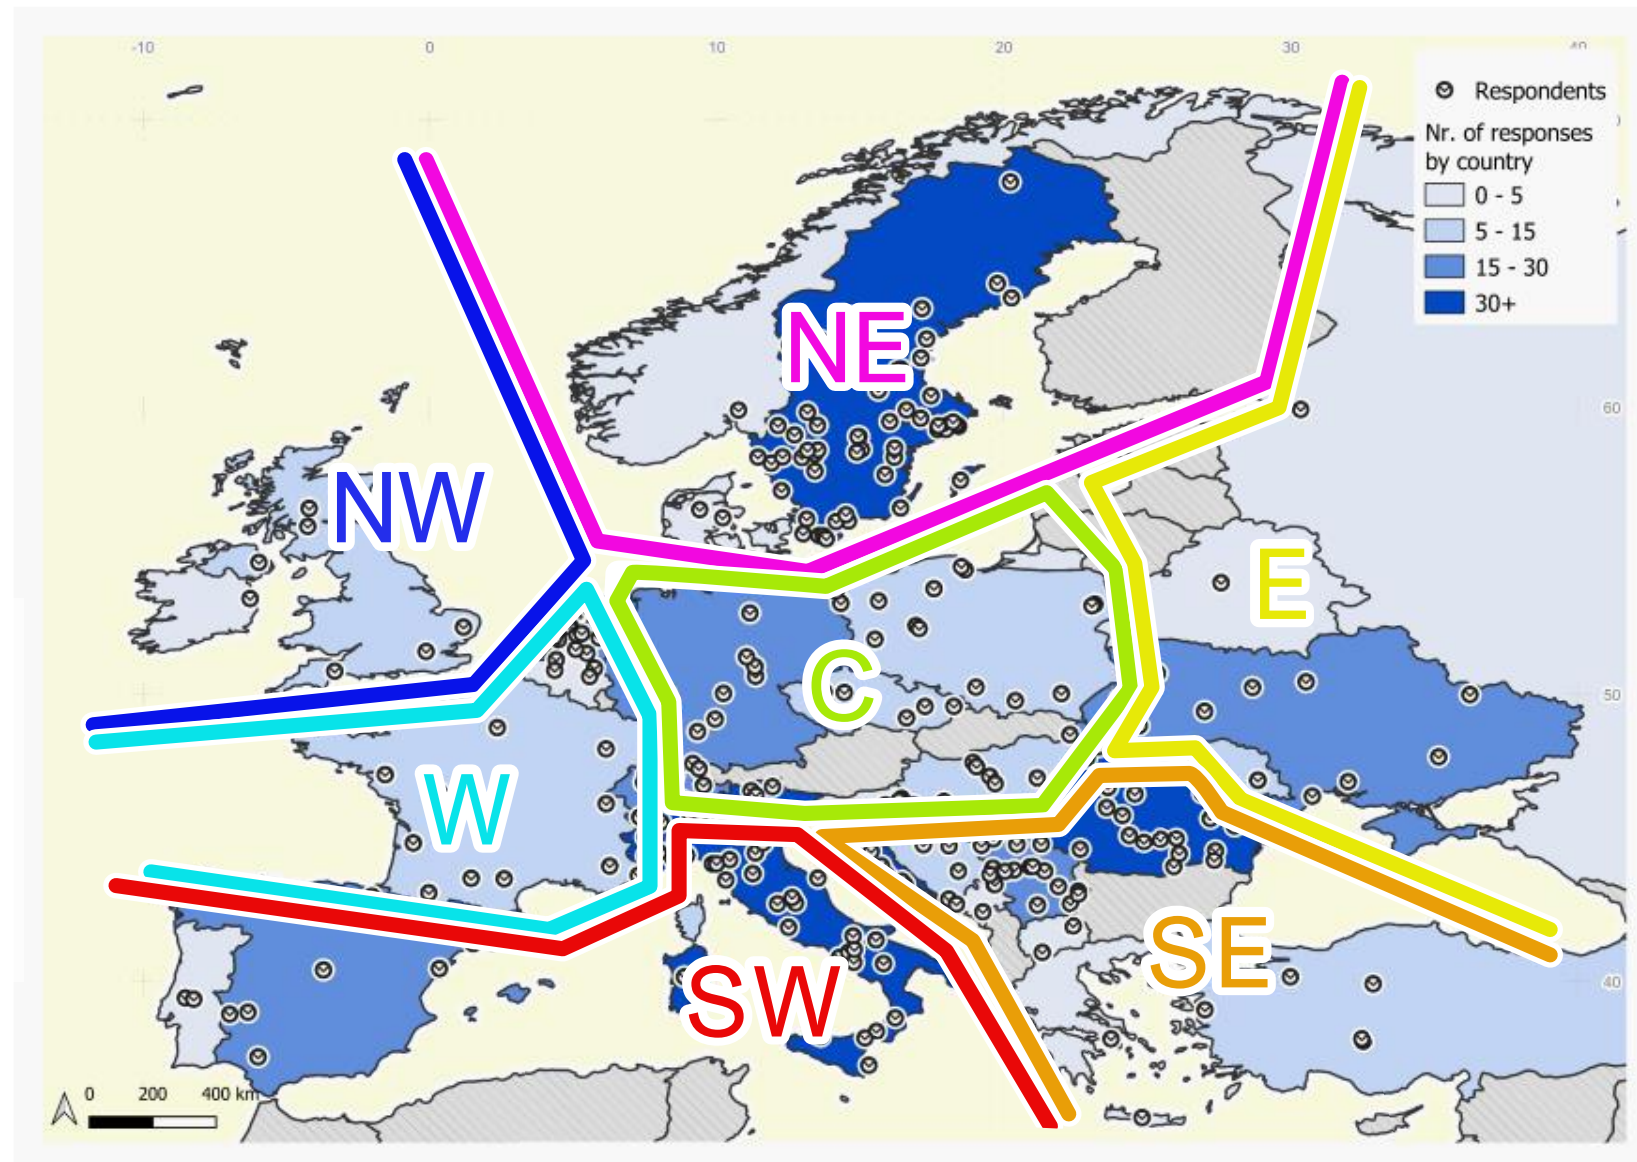 -10 0 10 20 30 40
Respondents
Nr. of responses
by country
0 - 5
5 - 15
15 - 30
30+
NE
60
NW
E
C
50
W
SE
SW
40
0 200 400 km